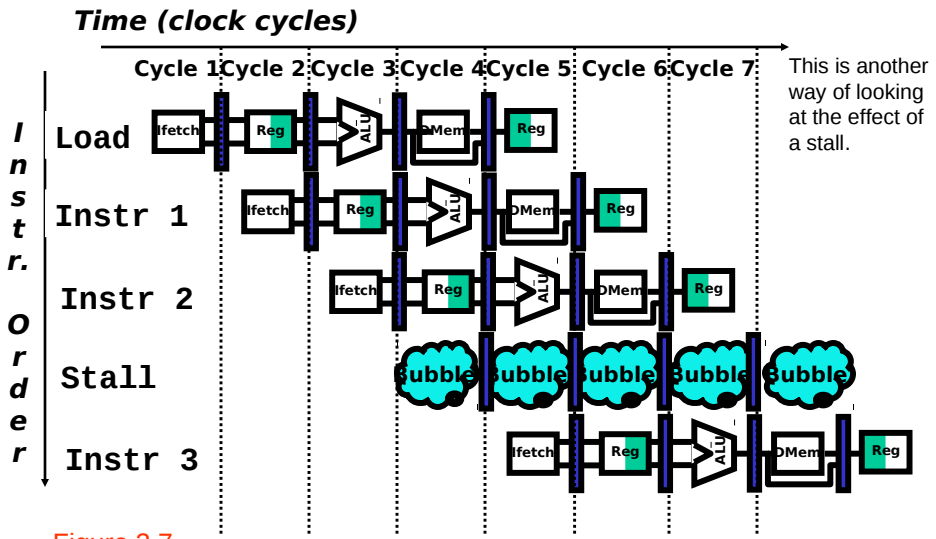 Time (clock cycles)
Cycle 1 Cycle 2 Cycle 3 Cycle 4 Cycle 5 Cycle 6 Cycle 7
This is another
way of looking
at the effect of
a stall.
Instr. Order
Load Ifetch Reg ALU DMem Reg
Instr 1 Ifetch Reg ALU DMem Reg
Instr 2 Ifetch Reg ALU DMem Reg
Stall Bubble Bubble Bubble Bubble Bubble
Instr 3 Ifetch Reg ALU DMem Reg